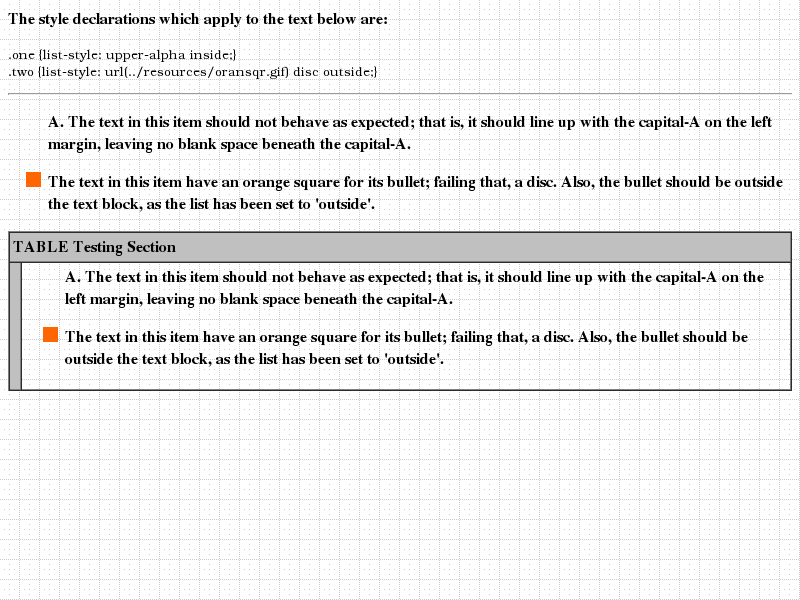 The style declarations which apply to the text below are:
.one {list-style: upper-alpha inside;}
.two {list-style: url(../resources/oransqr.gif) disc outside;}
A. The text in this item should not behave as expected; that is, it should line up with the capital-A on the left
margin, leaving no blank space beneath the capital-A.
The text in this item have an orange square for its bullet; failing that, a disc. Also, the bullet should be outside
the text block, as the list has been set to 'outside'.
TABLE Testing Section
A. The text in this item should not behave as expected; that is, it should line up with the capital-A on the
left margin, leaving no blank space beneath the capital-A.
The text in this item have an orange square for its bullet; failing that, a disc. Also, the bullet should be
outside the text block, as the list has been set to 'outside'.